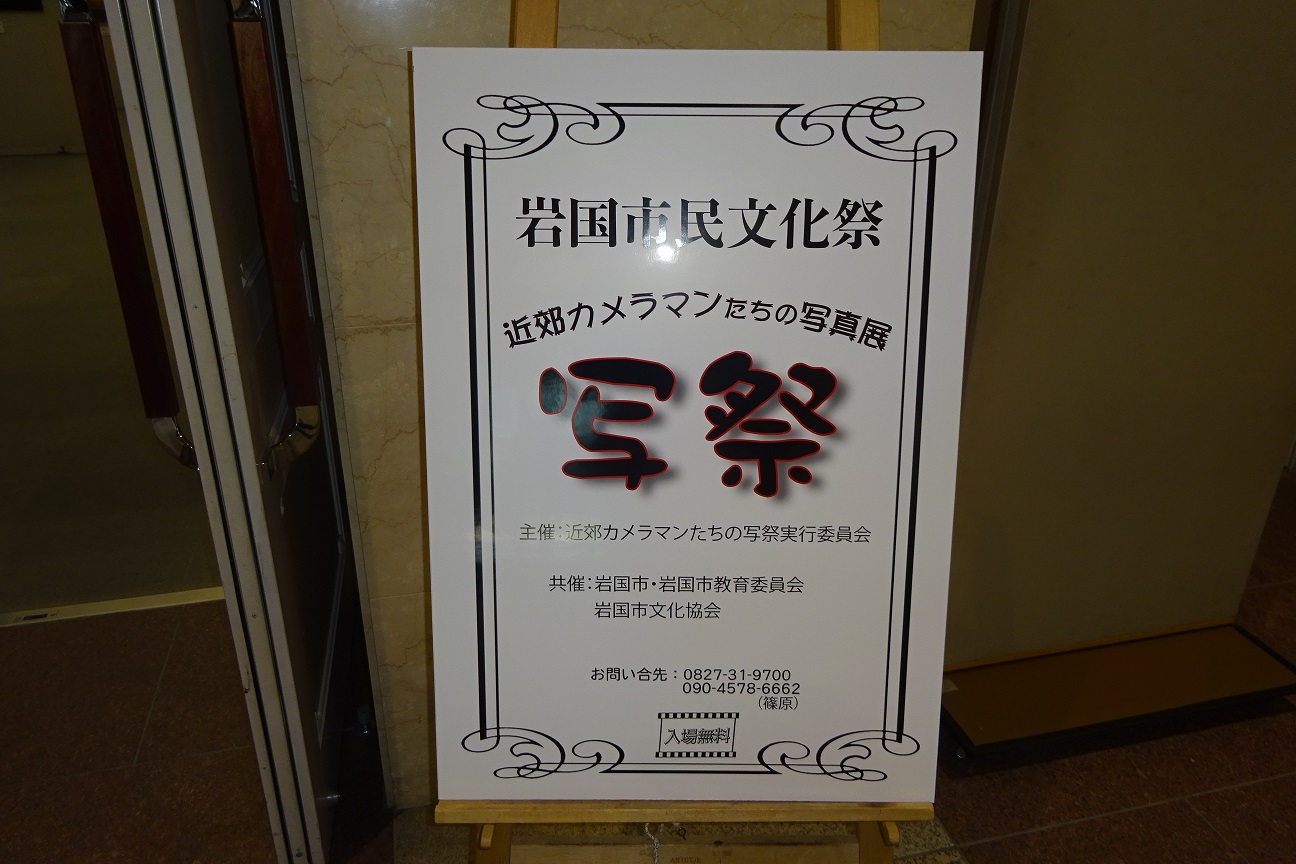 岩国市民文化祭
近郊カメラマンたちの写真展
写祭
主催：近郊カメラマンたちの写祭実行委員会
共催：岩国市・岩国市教育委員会
岩国市文化協会
お問い合先：0827-31-9700
090-4578-6662
（篠原）
入場無料